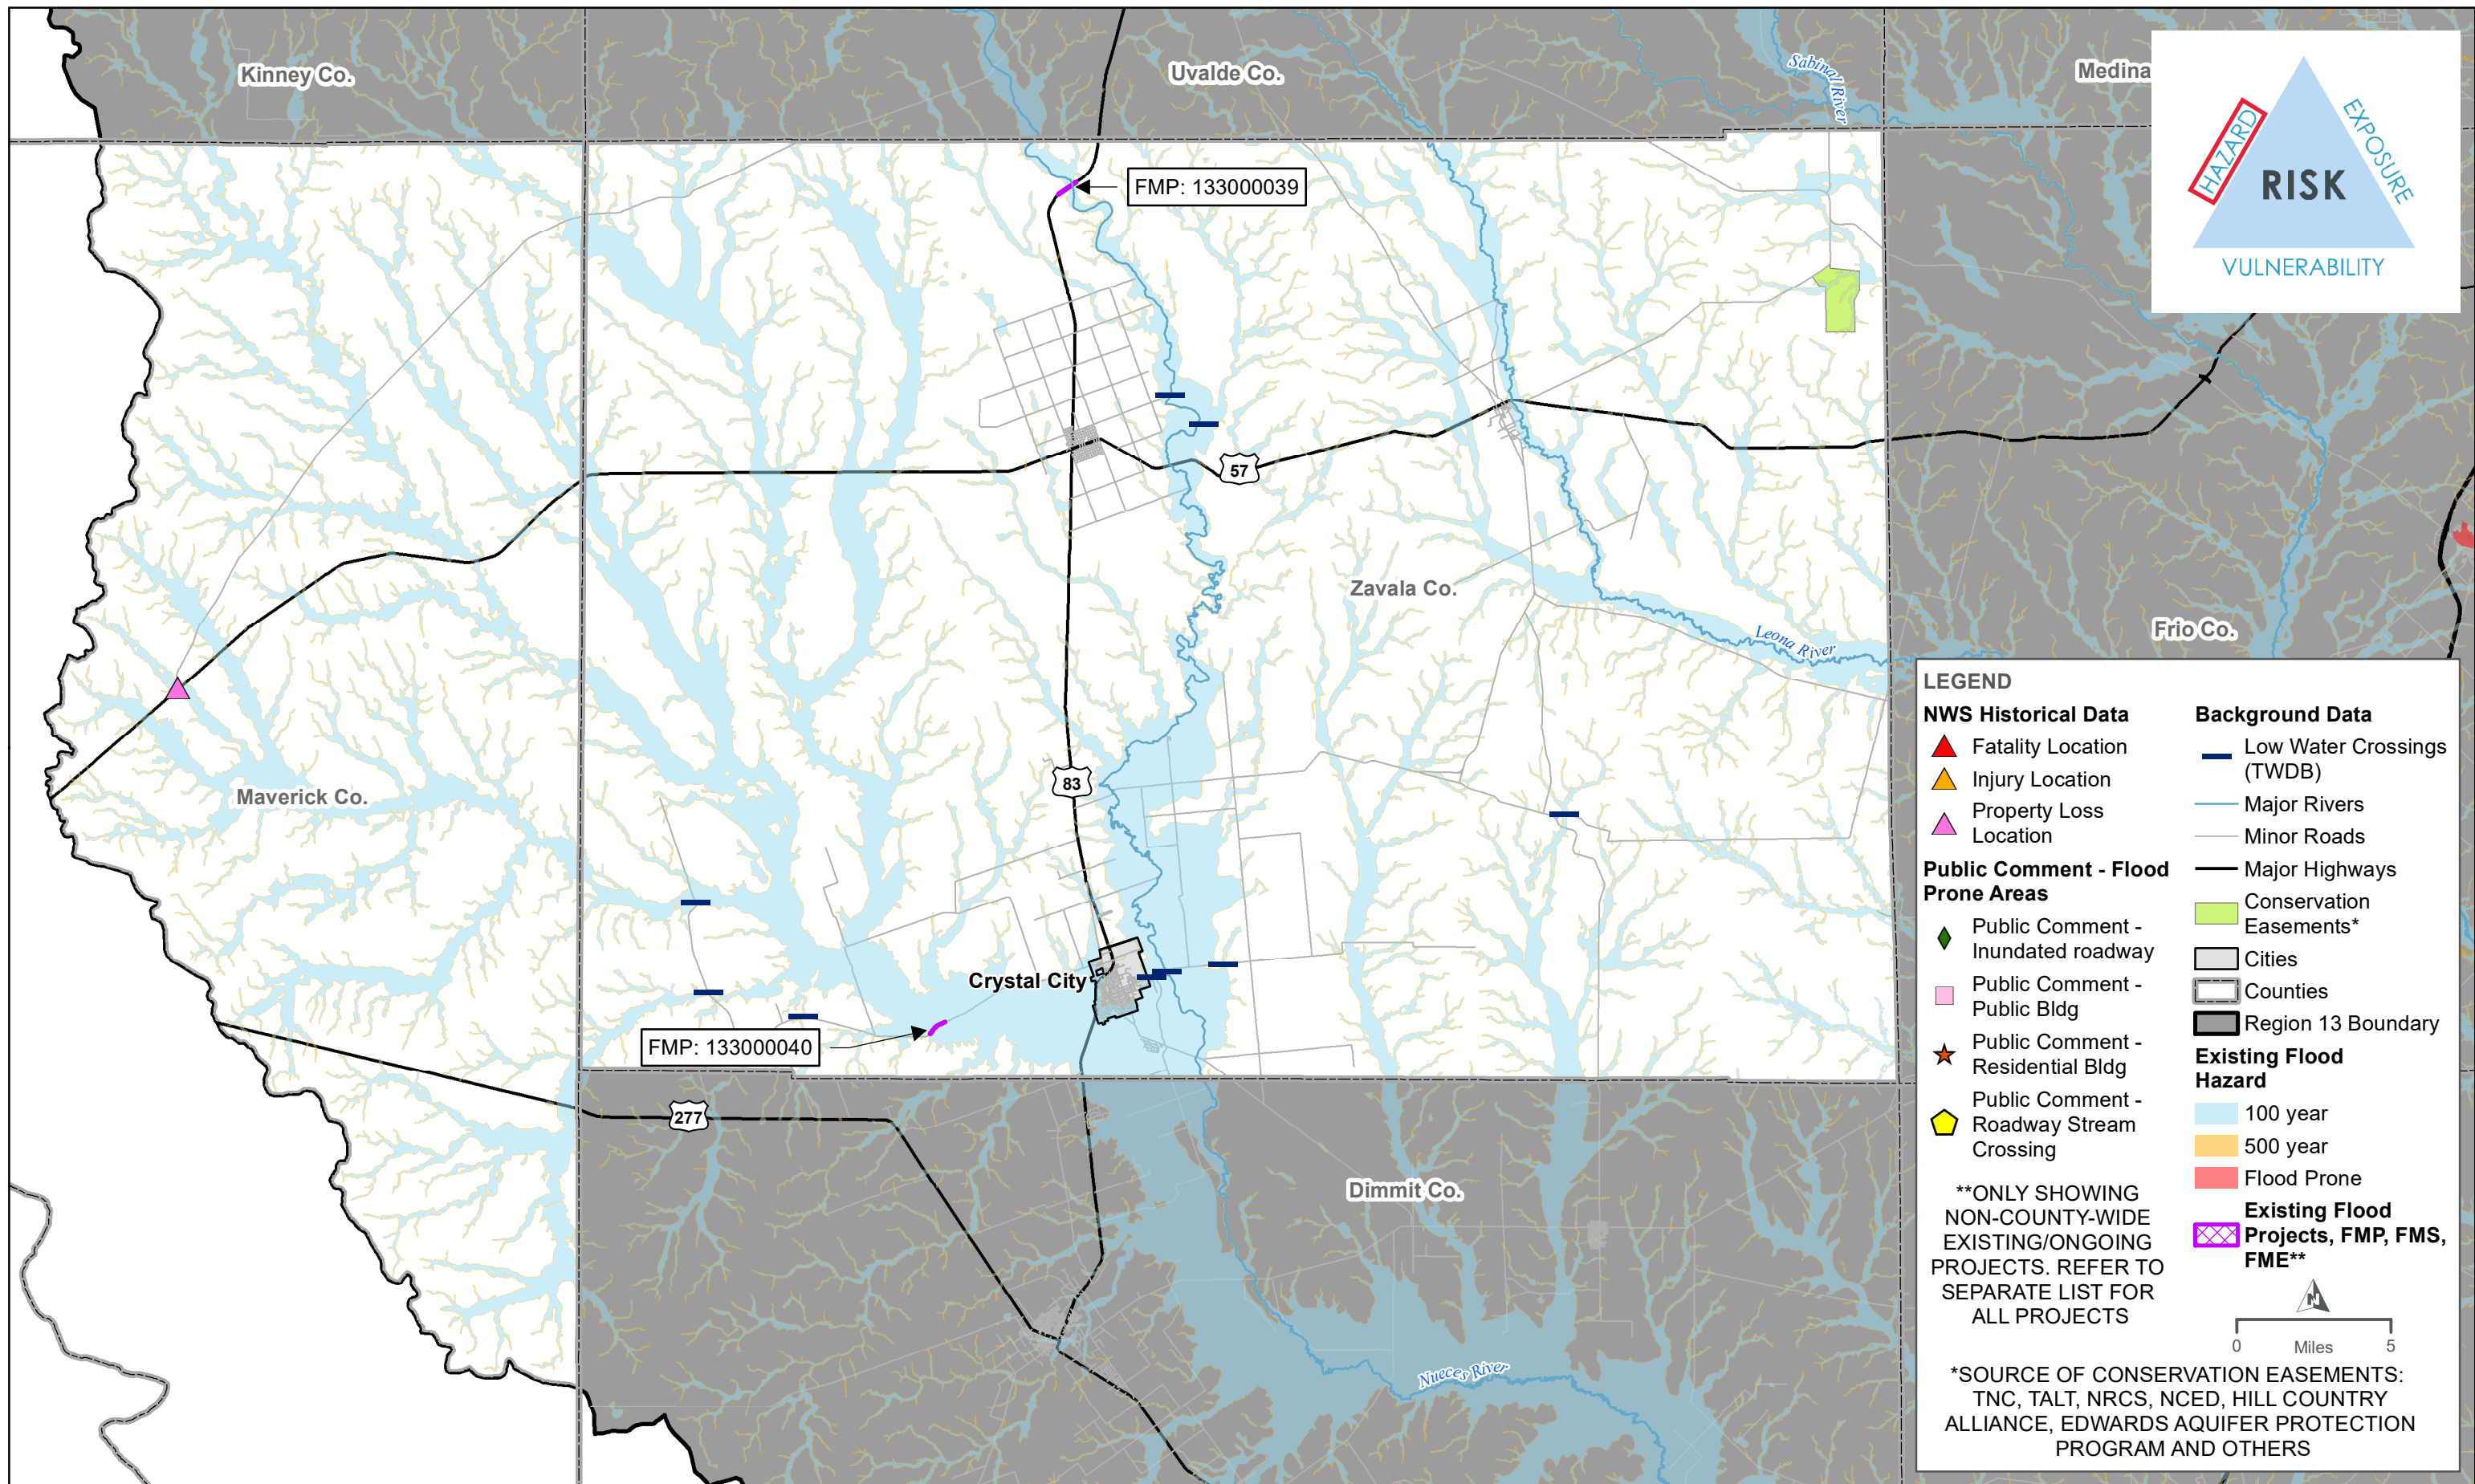 Kinney Co.
Uvalde Co.
Sabinal River
Medina
HAZARD
EXPOSURE
RISK
VULNERABILITY
FMP: 133000039
57
Zavala Co.
Leona River
Frio Co.
83
Maverick Co.
Crystal City
FMP: 133000040
277
Dimmit Co.
Nueces River
LEGEND
NWS Historical Data
Fatality Location
Injury Location
Property Loss
Location
Public Comment - Flood
Prone Areas
Public Comment -
Inundated roadway
Public Comment -
Public Bldg
Public Comment -
Residential Bldg
Public Comment -
Roadway Stream
Crossing
**ONLY SHOWING
NON-COUNTY-WIDE
EXISTING/ONGOING
PROJECTS. REFER TO
SEPARATE LIST FOR
ALL PROJECTS
Background Data
Low Water Crossings
(TWDB)
Major Rivers
Minor Roads
Major Highways
Conservation
Easements*
Cities
Counties
Region 13 Boundary
Existing Flood
Hazard
100 year
500 year
Flood Prone
Existing Flood
Projects, FMP, FMS,
FME**
N
0 Miles 5
*SOURCE OF CONSERVATION EASEMENTS:
TNC, TALT, NRCS, NCED, HILL COUNTRY
ALLIANCE, EDWARDS AQUIFER PROTECTION
PROGRAM AND OTHERS